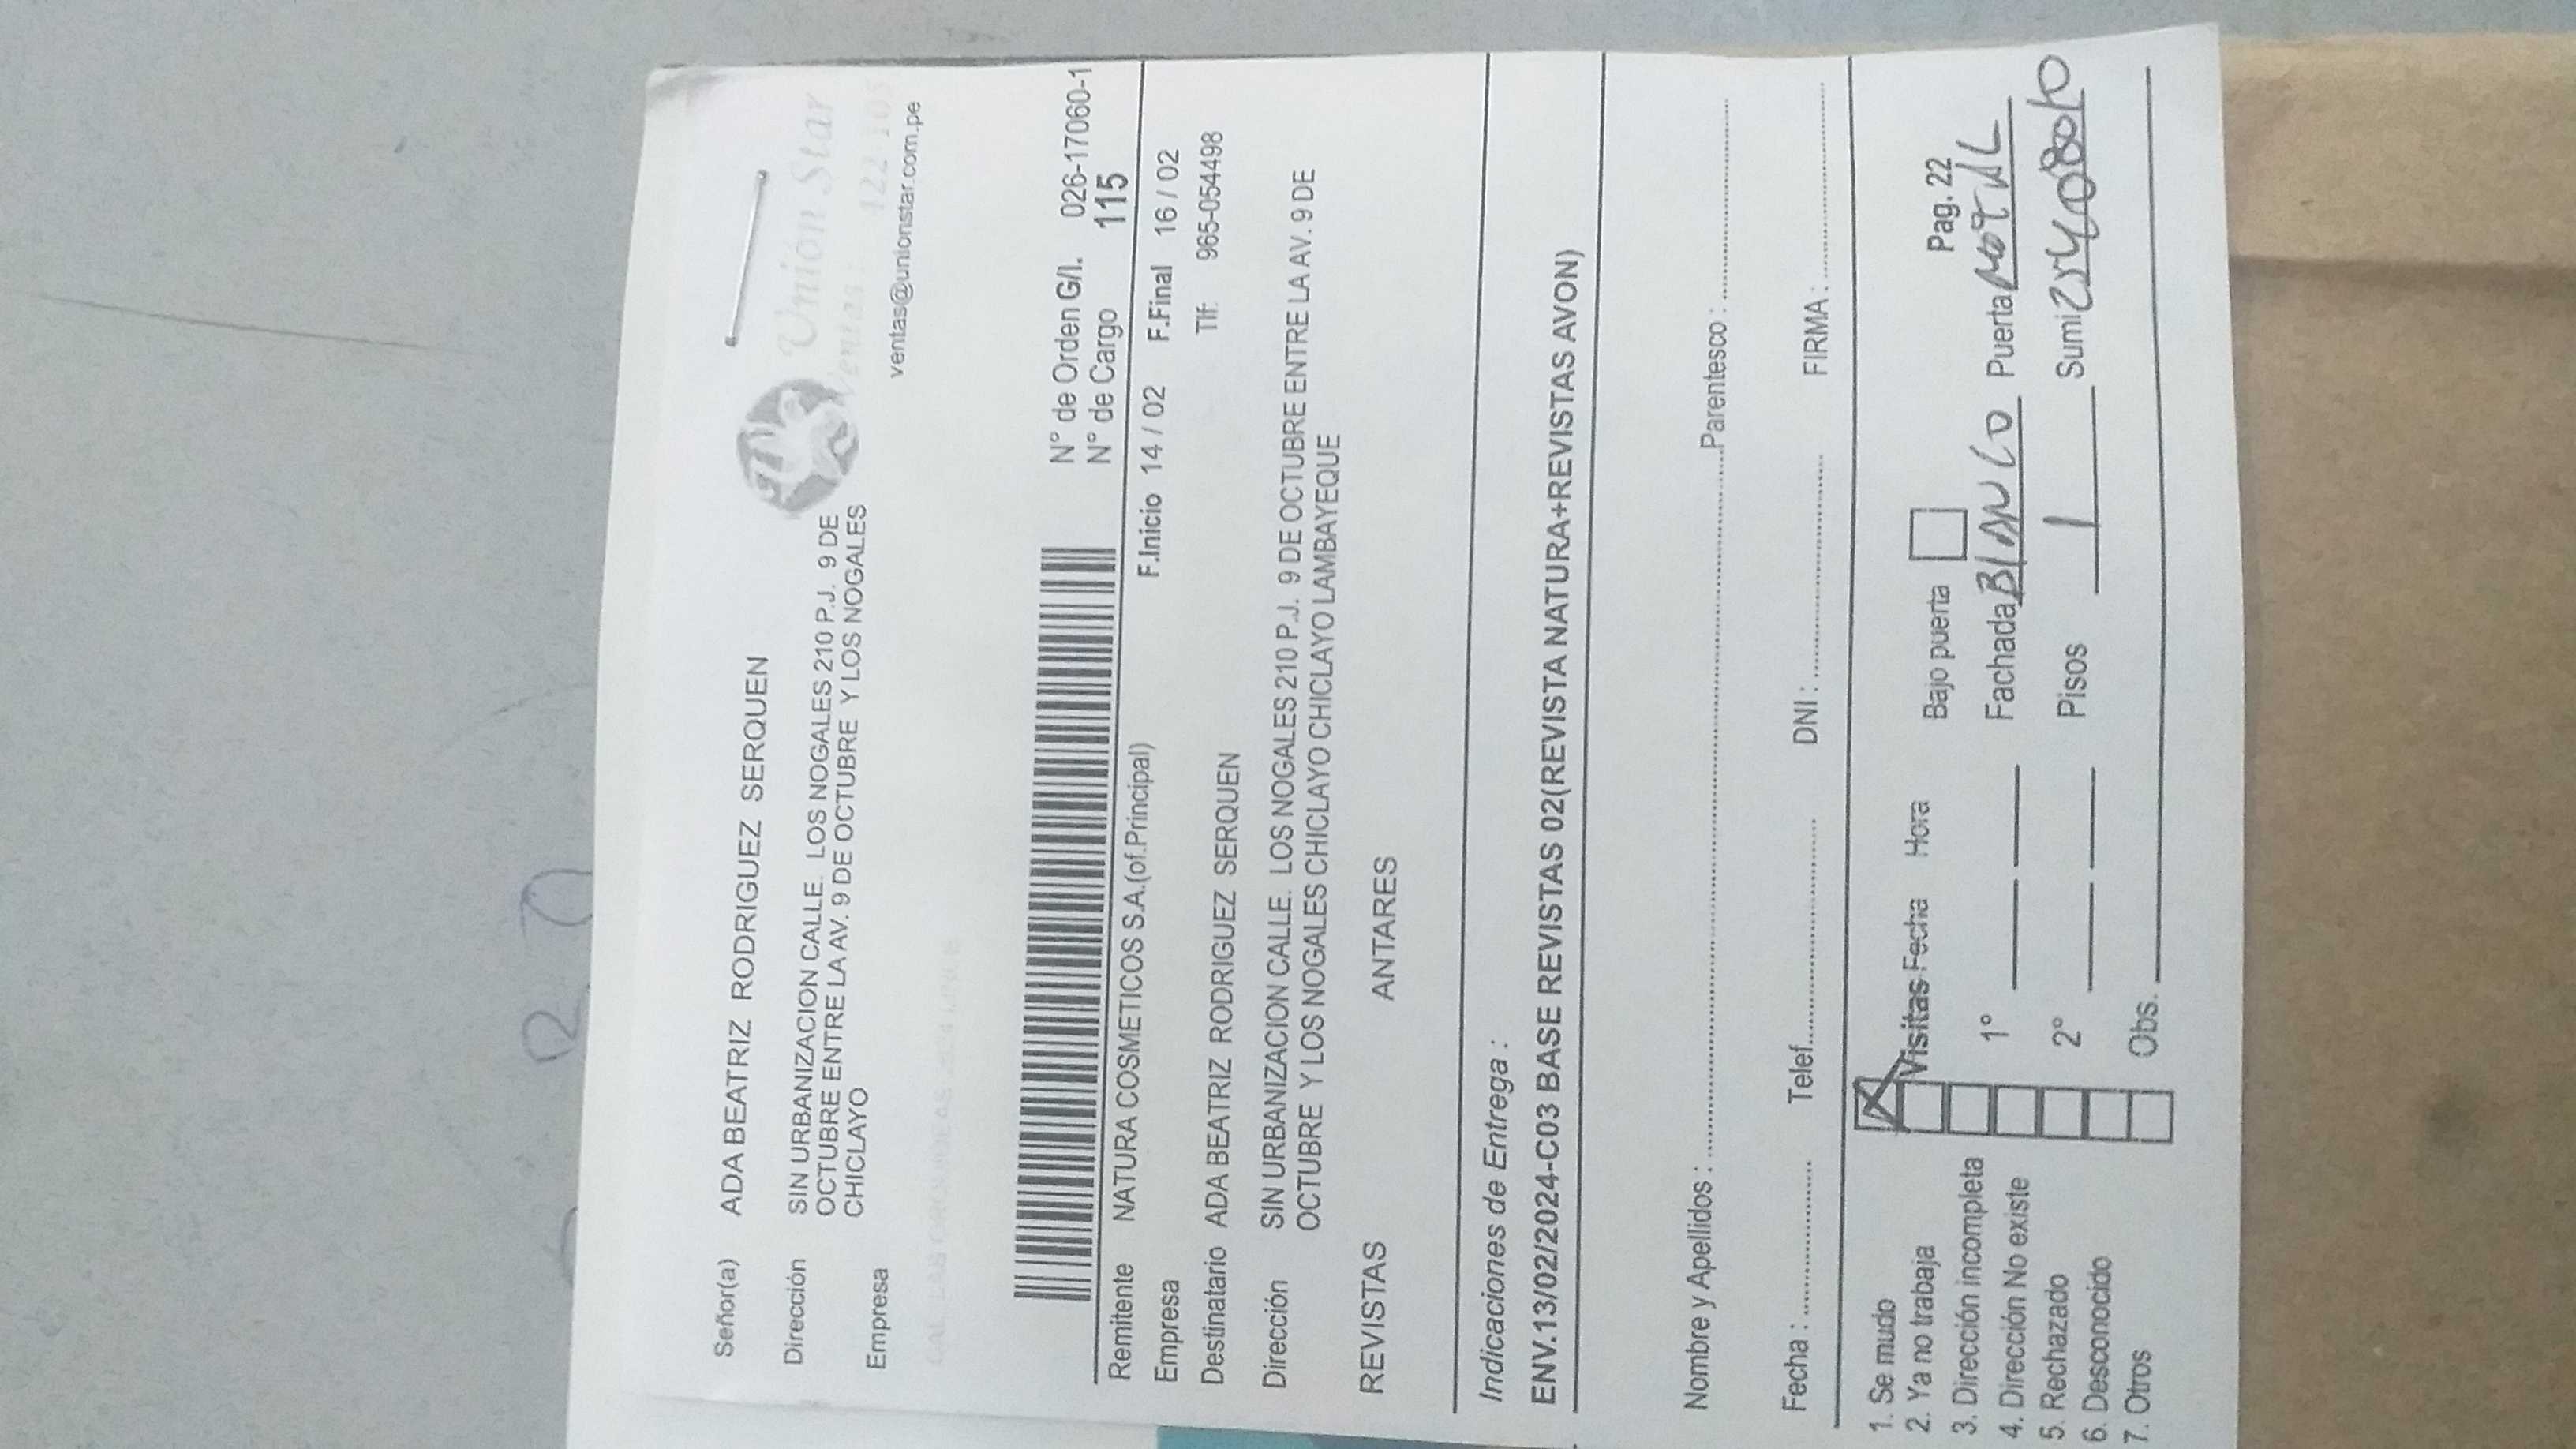 Señor(a) ADA BEATRIZ RODRIGUEZ SERQUEN
Union Star
Ventas: 422 103
Dirección SIN URBANIZACION CALLE. LOS NOGALES 210 P.J. 9 DE
OCTUBRE ENTRE LA AV. 9 DE OCTUBRE Y LOS NOGALES
CHICLAYO
Empresa
ventas@unionstar.com.pe
N° de Orden G/I. 026-17060-1
N° de Cargo 115
Remitente NATURA COSMETICOS S.A.(of.Principal)
F.Inicio 14 / 02 F.Final 16 / 02
Empresa
Destinatario ADA BEATRIZ RODRIGUEZ SERQUEN Tlf: 965-054498
Dirección SIN URBANIZACION CALLE. LOS NOGALES 210 P.J. 9 DE OCTUBRE ENTRE LA AV. 9 DE
OCTUBRE Y LOS NOGALES CHICLAYO CHICLAYO LAMBAYEQUE
REVISTAS ANTARES
Indicaciones de Entrega :
ENV.13/02/2024-C03 BASE REVISTAS 02(REVISTA NATURA+REVISTAS AVON)
Nombre y Apellidos : Parentesco :
Fecha : Telef. DNI : FIRMA :
1. Se mudo
2. Ya no trabaja
3. Dirección incompleta
4. Dirección No existe
5. Rechazado
6. Desconocido
7. Otros
Visitas Fecha Hora Bajo puerta Pag. 22
1° Fachada BlANCO Puerta
2° Pisos 1 Sumi
Obs.